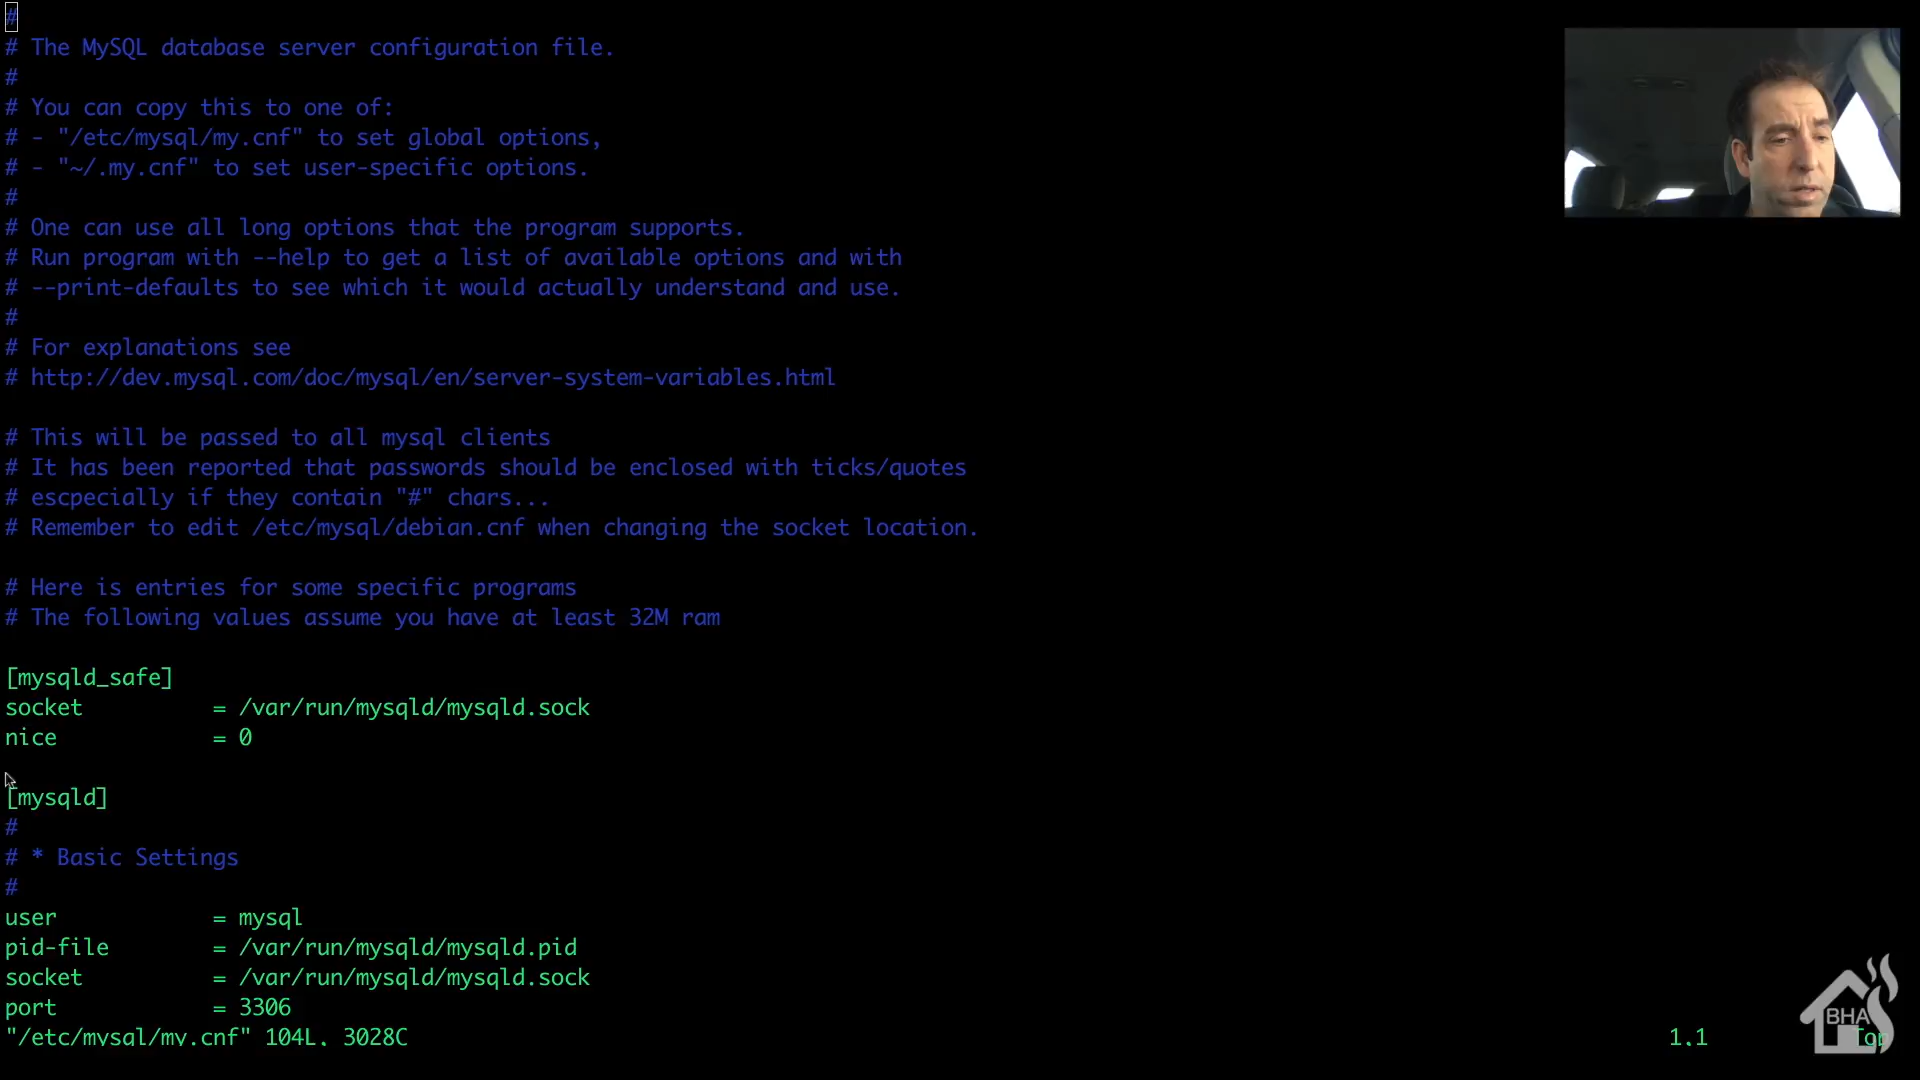 #
# The MySQL database server configuration file.
#
# You can copy this to one of:
# - "/etc/mysql/my.cnf" to set global options,
# - "~/.my.cnf" to set user-specific options.
#
# One can use all long options that the program supports.
# Run program with --help to get a list of available options and with
# --print-defaults to see which it would actually understand and use.
#
# For explanations see
# http://dev.mysql.com/doc/mysql/en/server-system-variables.html

# This will be passed to all mysql clients
# It has been reported that passwords should be enclosed with ticks/quotes
# escpecially if they contain "#" chars...
# Remember to edit /etc/mysql/debian.cnf when changing the socket location.

# Here is entries for some specific programs
# The following values assume you have at least 32M ram

[mysqld_safe]
socket = /var/run/mysqld/mysqld.sock
nice = 0

[mysqld]
#
# * Basic Settings
#
user = mysql
pid-file = /var/run/mysqld/mysqld.pid
socket = /var/run/mysqld/mysqld.sock
port = 3306
"/etc/mysql/my.cnf" 104L, 3028C 1,1 Top
BHA